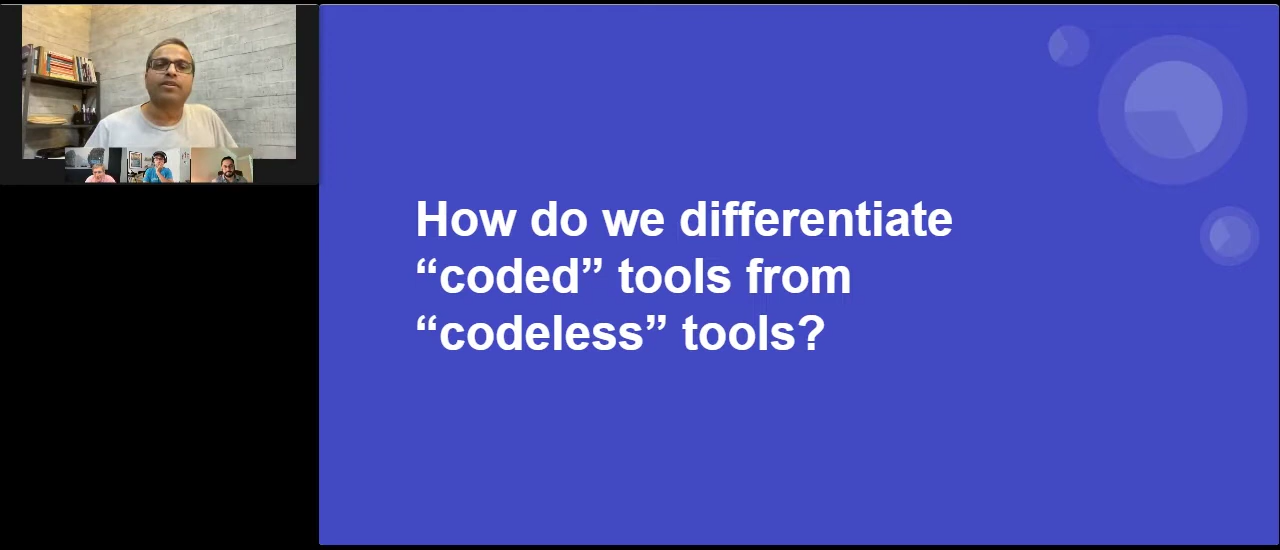 How do we differentiate
“coded” tools from
“codeless” tools?